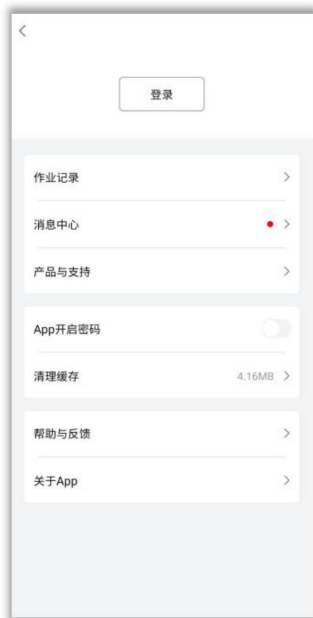 登录
作业记录
消息中心
产品与支持
App开启密码
清理缓存 4.16MB
帮助与反馈
关于App